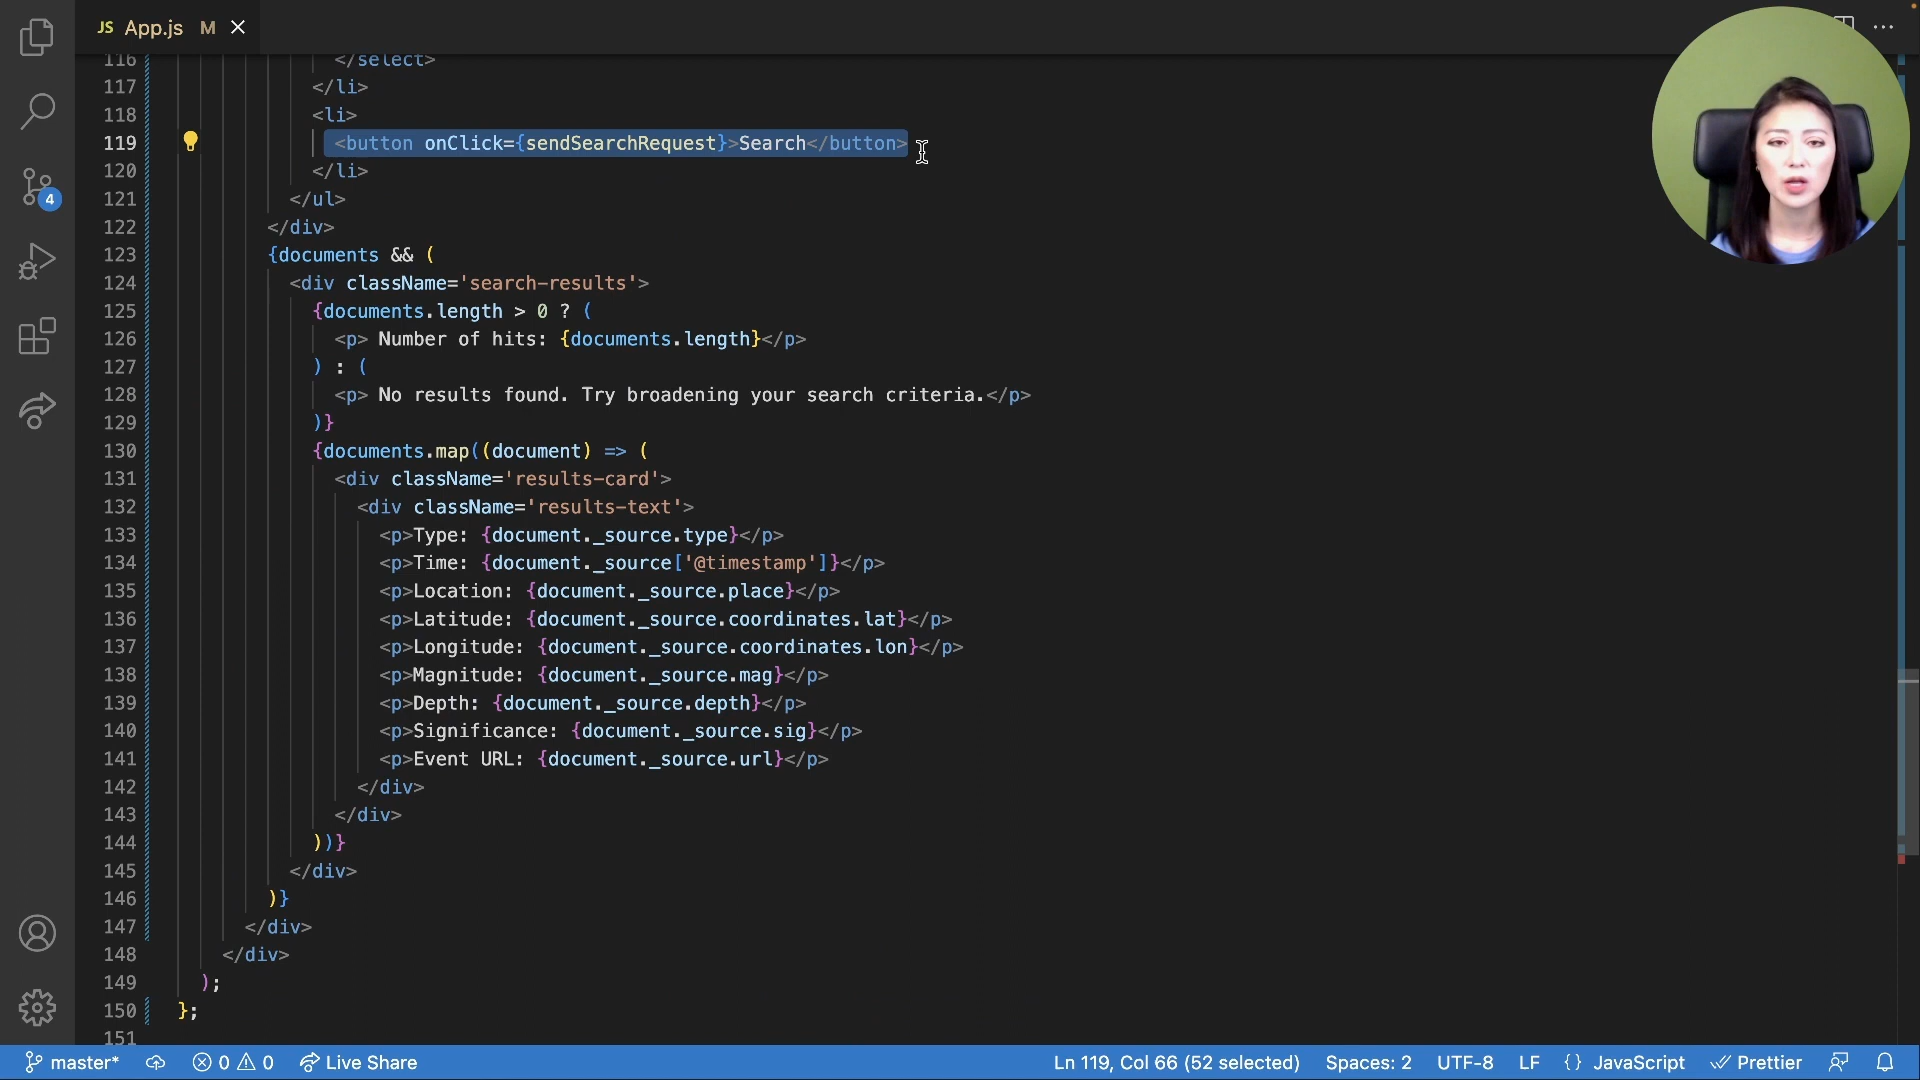 JS App.js M
116 </select>
117 </li>
118 <li>
119 <button onClick={sendSearchRequest}>Search</button>
120 </li>
121 </ul>
122 </div>
123 {documents && (
124 <div className='search-results'>
125 {documents.length > 0 ? (
126 <p> Number of hits: {documents.length}</p>
127 ) : (
128 <p> No results found. Try broadening your search criteria.</p>
129 )}
130 {documents.map((document) => (
131 <div className='results-card'>
132 <div className='results-text'>
133 <p>Type: {document._source.type}</p>
134 <p>Time: {document._source['@timestamp']}</p>
135 <p>Location: {document._source.place}</p>
136 <p>Latitude: {document._source.coordinates.lat}</p>
137 <p>Longitude: {document._source.coordinates.lon}</p>
138 <p>Magnitude: {document._source.mag}</p>
139 <p>Depth: {document._source.depth}</p>
140 <p>Significance: {document._source.sig}</p>
141 <p>Event URL: {document._source.url}</p>
142 </div>
143 </div>
144 ))}
145 </div>
146 )}
147 </div>
148 </div>
149 );
150 };
151
4
master* 0 0 Live Share Ln 119, Col 66 (52 selected) Spaces: 2 UTF-8 LF {} JavaScript Prettier